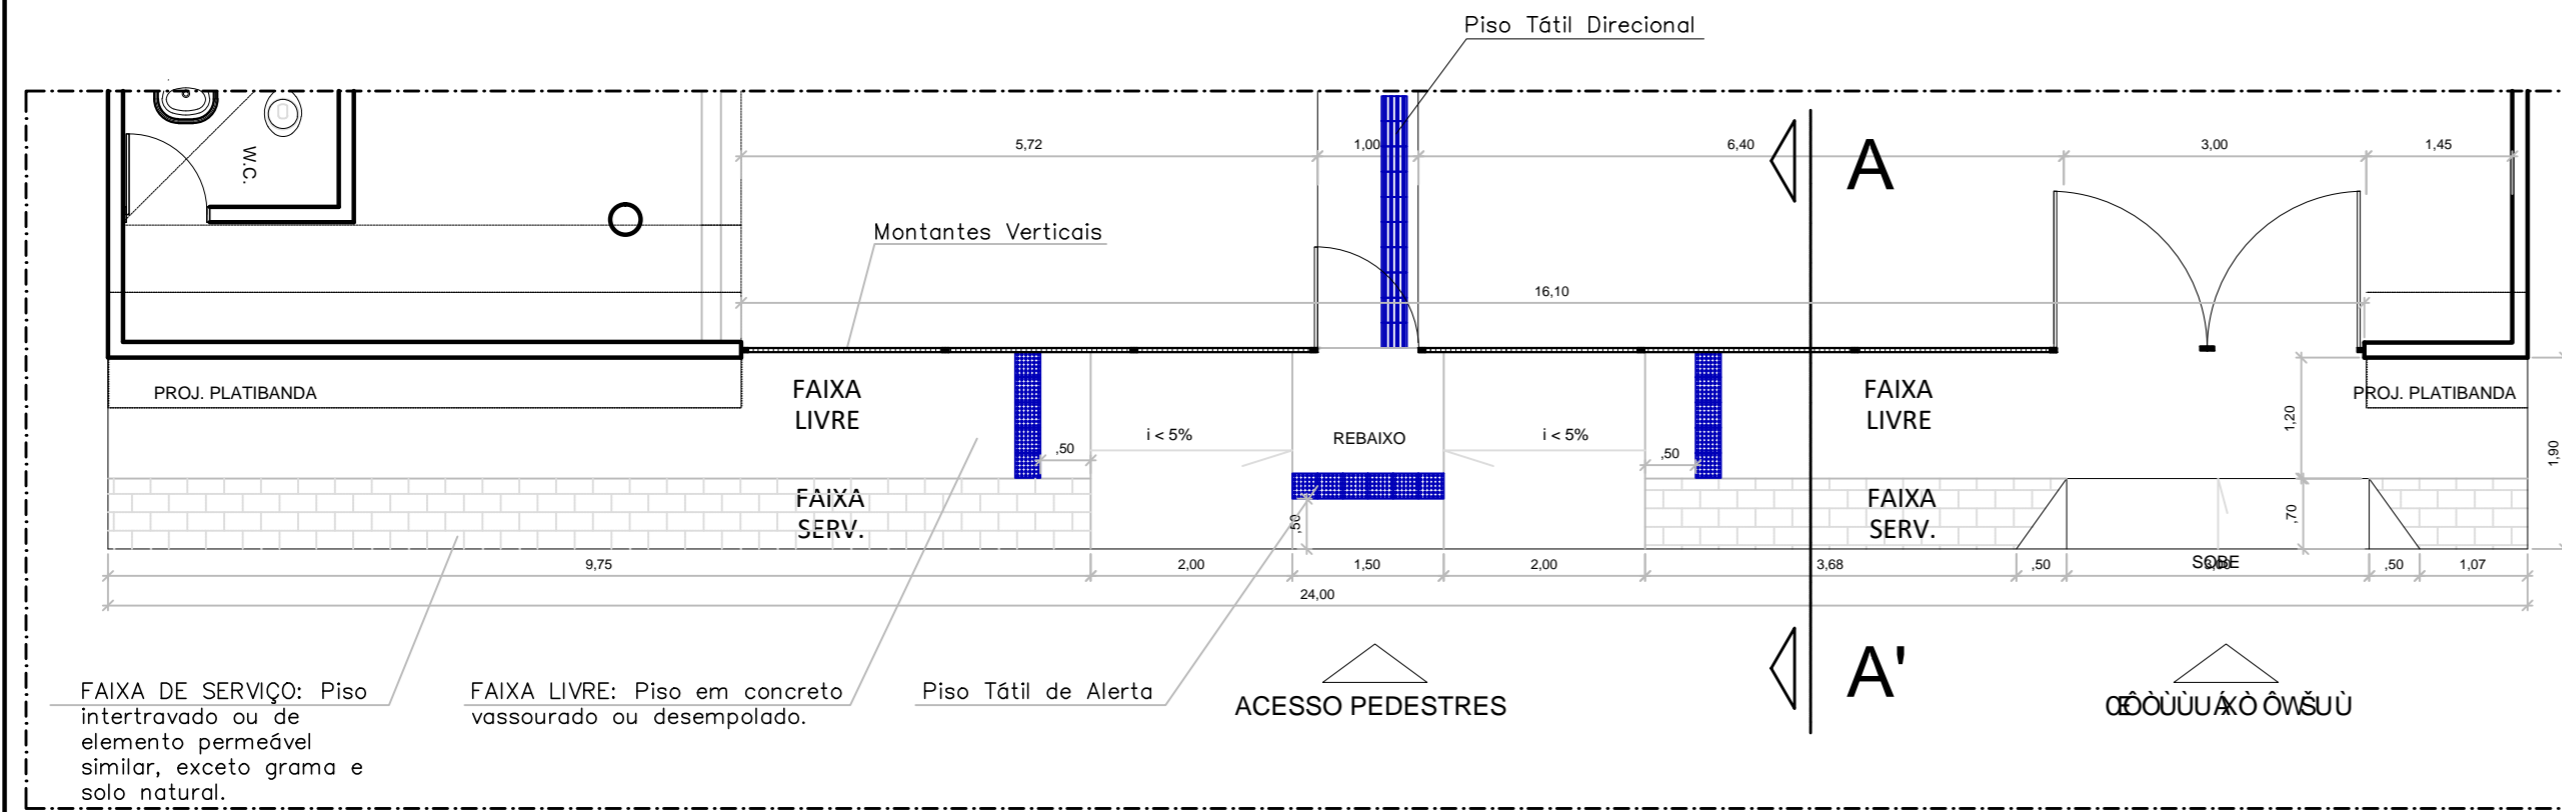 Piso Tátil Direcional
W.C.
5,72
1,00
6,40
3,00
1,45
A
Montantes Verticais
16,10
PROJ. PLATIBANDA
FAIXA
LIVRE
,50
i < 5%
REBAIXO
i < 5%
,50
FAIXA
LIVRE
PROJ. PLATIBANDA
1,20
1,90
FAIXA
SERV.
,50
FAIXA
SERV.
,70
9,75
2,00
1,50
2,00
3,68
,50
SOBE
3,00
,50
1,07
24,00
FAIXA DE SERVIÇO: Piso
intertravado ou de
elemento permeável
similar, exceto grama e
solo natural.
FAIXA LIVRE: Piso em concreto
vassourado ou desempolado.
Piso Tátil de Alerta
ACESSO PEDESTRES
A'